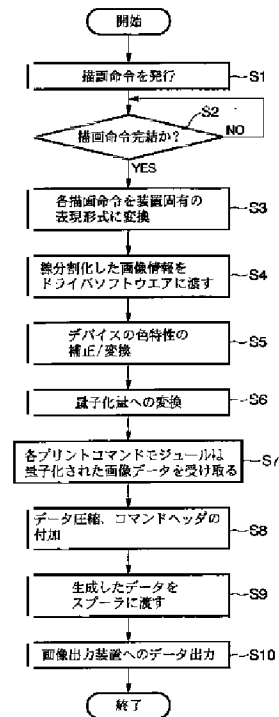 開始
描画命令を発行
S1
S2
描画命令完結か?
NO
YES
各描画命令を装置固有の
表現形式に変換
S3
線分割化した画像情報を
ドライバソフトウエアに渡す
S4
デバイスの色特性の
補正/変換
S5
量子化量への変換
S6
各プリントコマンドでジュールは
量子化された画像データを受け取る
S7
データ圧縮、コマンドヘッダの
付加
S8
生成したデータを
スプーラに渡す
S9
画像出力装置へのデータ出力
S10
終了